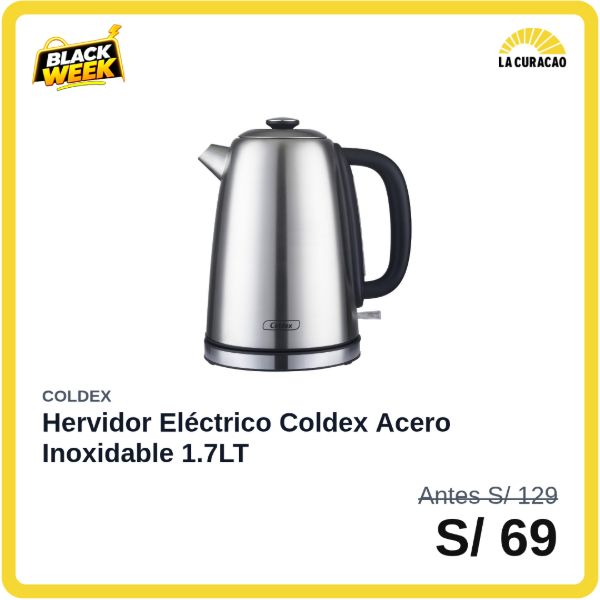 BLACK
WEEK
LA CURACAO
Coldex
COLDEX
Hervidor Eléctrico Coldex Acero
Inoxidable 1.7LT
Antes S/ 129
S/ 69